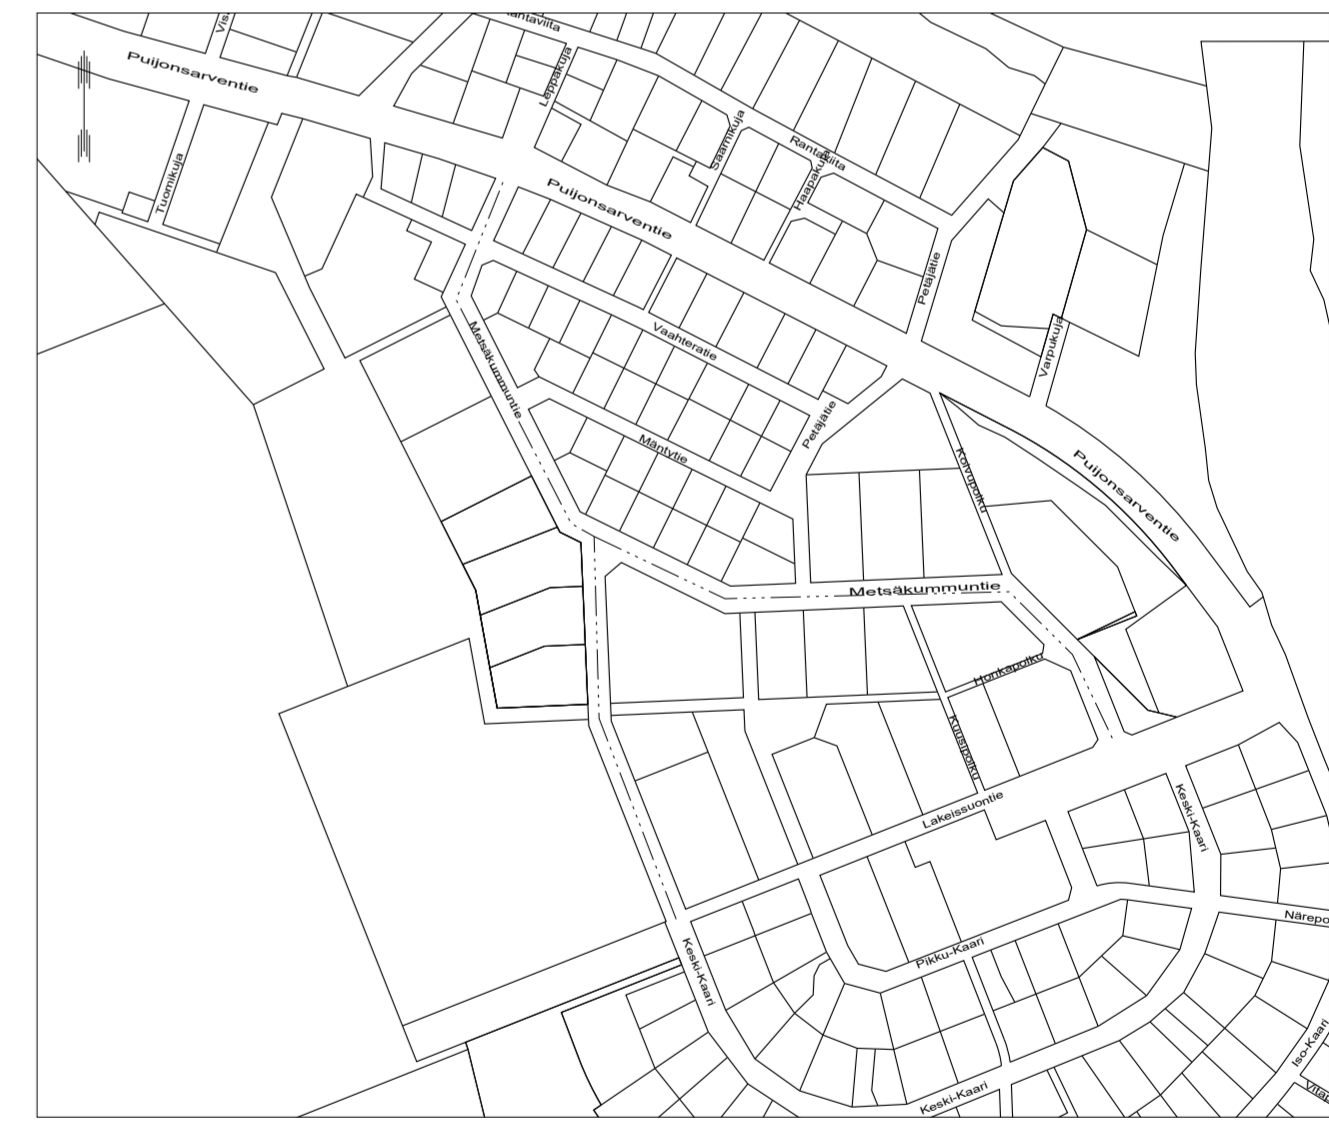 Rantaviita
Puijonsarventie
Leppäkuja
Saarnikuja
Rantaviita
Haapakuja
Tuomikuja
Puijonsarventie
Petäjätie
Varpukuja
Metsäkummuntie
Vaahteratie
Petäjätie
Mäntytie
Koivupolku
Puijonsarventie
Metsäkummuntie
Honkapolku
Kuusipolku
Lakeissuontie
Keski-Kaari
Närepo
Pikku-Kaari
Keski-Kaari
Iso-Kaari
Keski-Kaari